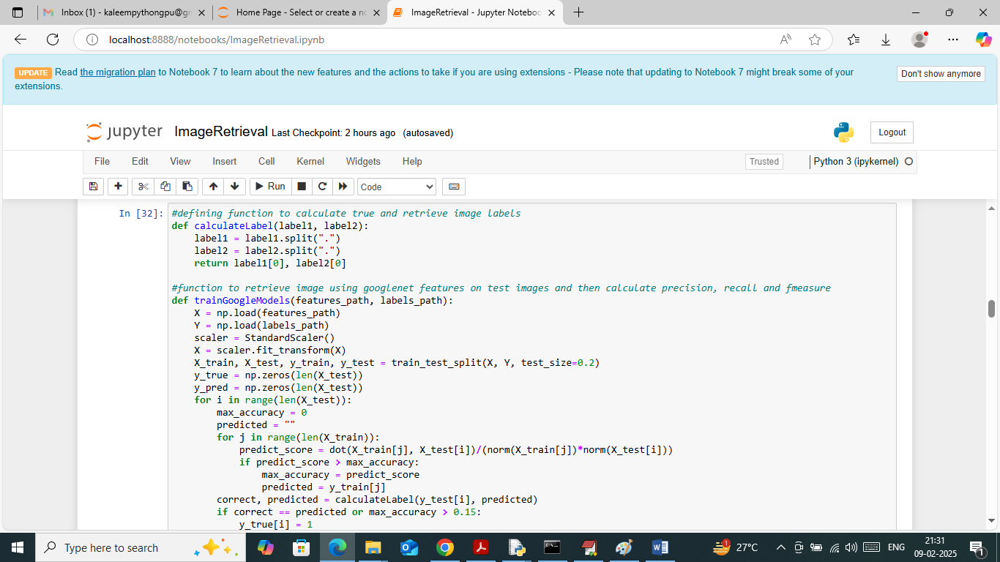 Inbox (1) - kaleempythongpu@gm
Home Page - Select or create a no
ImageRetrieval - Jupyter Notebook
localhost:8888/notebooks/ImageRetrieval.ipynb
UPDATE Read the migration plan to Notebook 7 to learn about the new features and the actions to take if you are using extensions - Please note that updating to Notebook 7 might break some of your
extensions.
Don't show anymore
jupyter ImageRetrieval Last Checkpoint: 2 hours ago (autosaved)
Logout
File Edit View Insert Cell Kernel Widgets Help
Trusted
Python 3 (ipykernel)
Run
Code
In [32]:
#defining function to calculate true and retrieve image labels
def calculateLabel(label1, label2):
    label1 = label1.split(".")
    label2 = label2.split(".")
    return label1[0], label2[0]

#function to retrieve image using googlenet features on test images and then calculate precision, recall and fmeasure
def trainGoogleModels(features_path, labels_path):
    X = np.load(features_path)
    Y = np.load(labels_path)
    scaler = StandardScaler()
    X = scaler.fit_transform(X)
    X_train, X_test, y_train, y_test = train_test_split(X, Y, test_size=0.2)
    y_true = np.zeros(len(X_test))
    y_pred = np.zeros(len(X_test))
    for i in range(len(X_test)):
        max_accuracy = 0
        predicted = ""
        for j in range(len(X_train)):
            predict_score = dot(X_train[j], X_test[i])/(norm(X_train[j])*norm(X_test[i]))
            if predict_score > max_accuracy:
                max_accuracy = predict_score
                predicted = y_train[j]
        correct, predicted = calculateLabel(y_test[i], predicted)
        if correct == predicted or max_accuracy > 0.15:
            y_true[i] = 1
Type here to search
1
27°C
ENG
21:31
09-02-2025
1